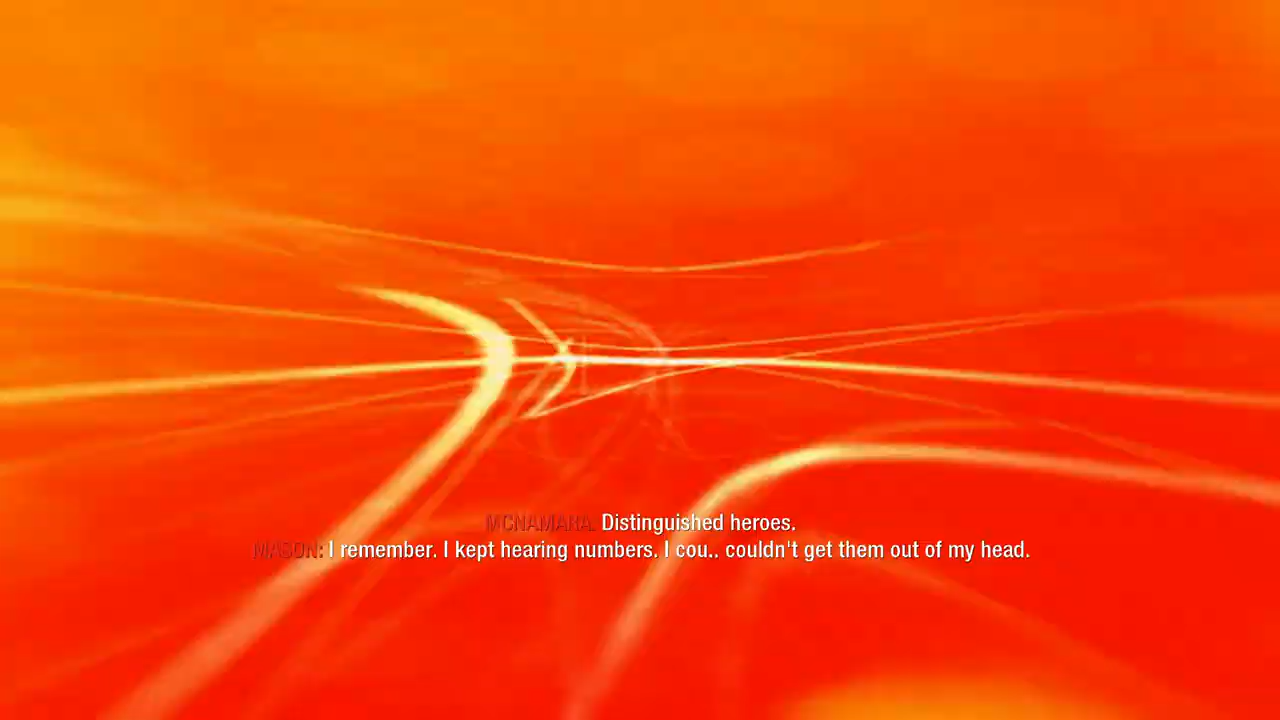 MCNAMARA: Distinguished heroes.
MASON: I remember. I kept hearing numbers. I cou.. couldn't get them out of my head.